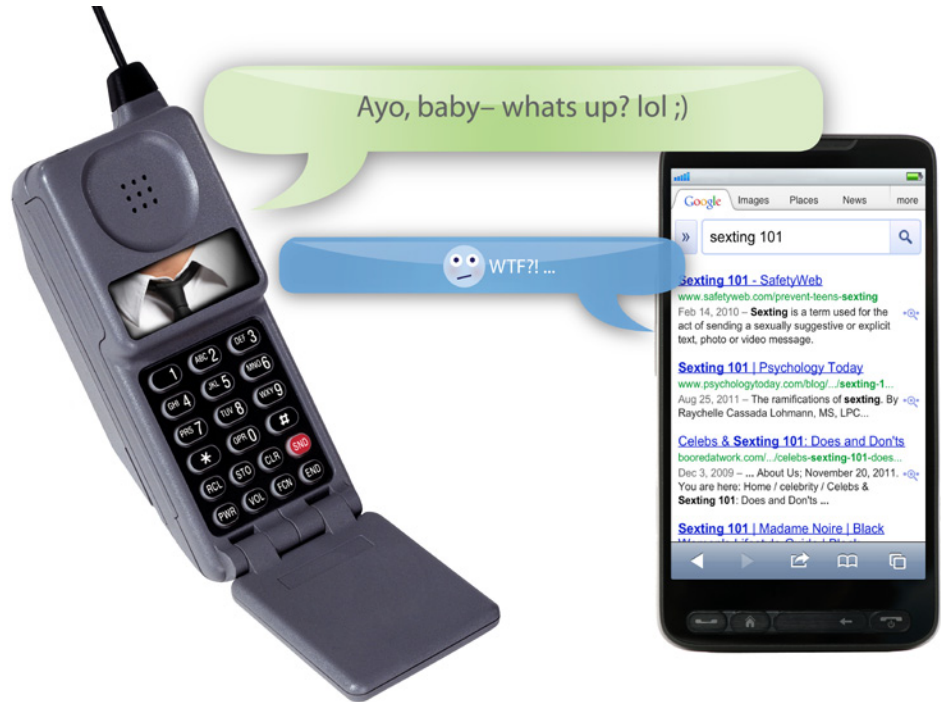 Ayo, baby– whats up? lol ;)
WTF?! ...
Google Images Places News more
» sexting 101
Sexting 101 - SafetyWeb
www.safetyweb.com/prevent-teens-sexting
Feb 14, 2010 – Sexting is a term used for the
act of sending a sexually suggestive or explicit
text, photo or video message.
Sexting 101 | Psychology Today
www.psychologytoday.com/blog/.../sexting-1...
Aug 25, 2011 – The ramifications of sexting. By
Raychelle Cassada Lohmann, MS, LPC...
Celebs & Sexting 101: Does and Don'ts
booredatwork.com/.../celebs-sexting-101-does...
Dec 3, 2009 – ... About Us; November 20, 2011.
You are here: Home / celebrity / Celebs &
Sexting 101: Does and Don'ts ...
Sexting 101 | Madame Noire | Black
1 ABC 2 DEF 3
GHI 4 JKL 5 MNO 6
PRS 7 TUV 8 WXY 9
* OPR 0 #
RCL STO CLR SND
PWR VOL FCN END